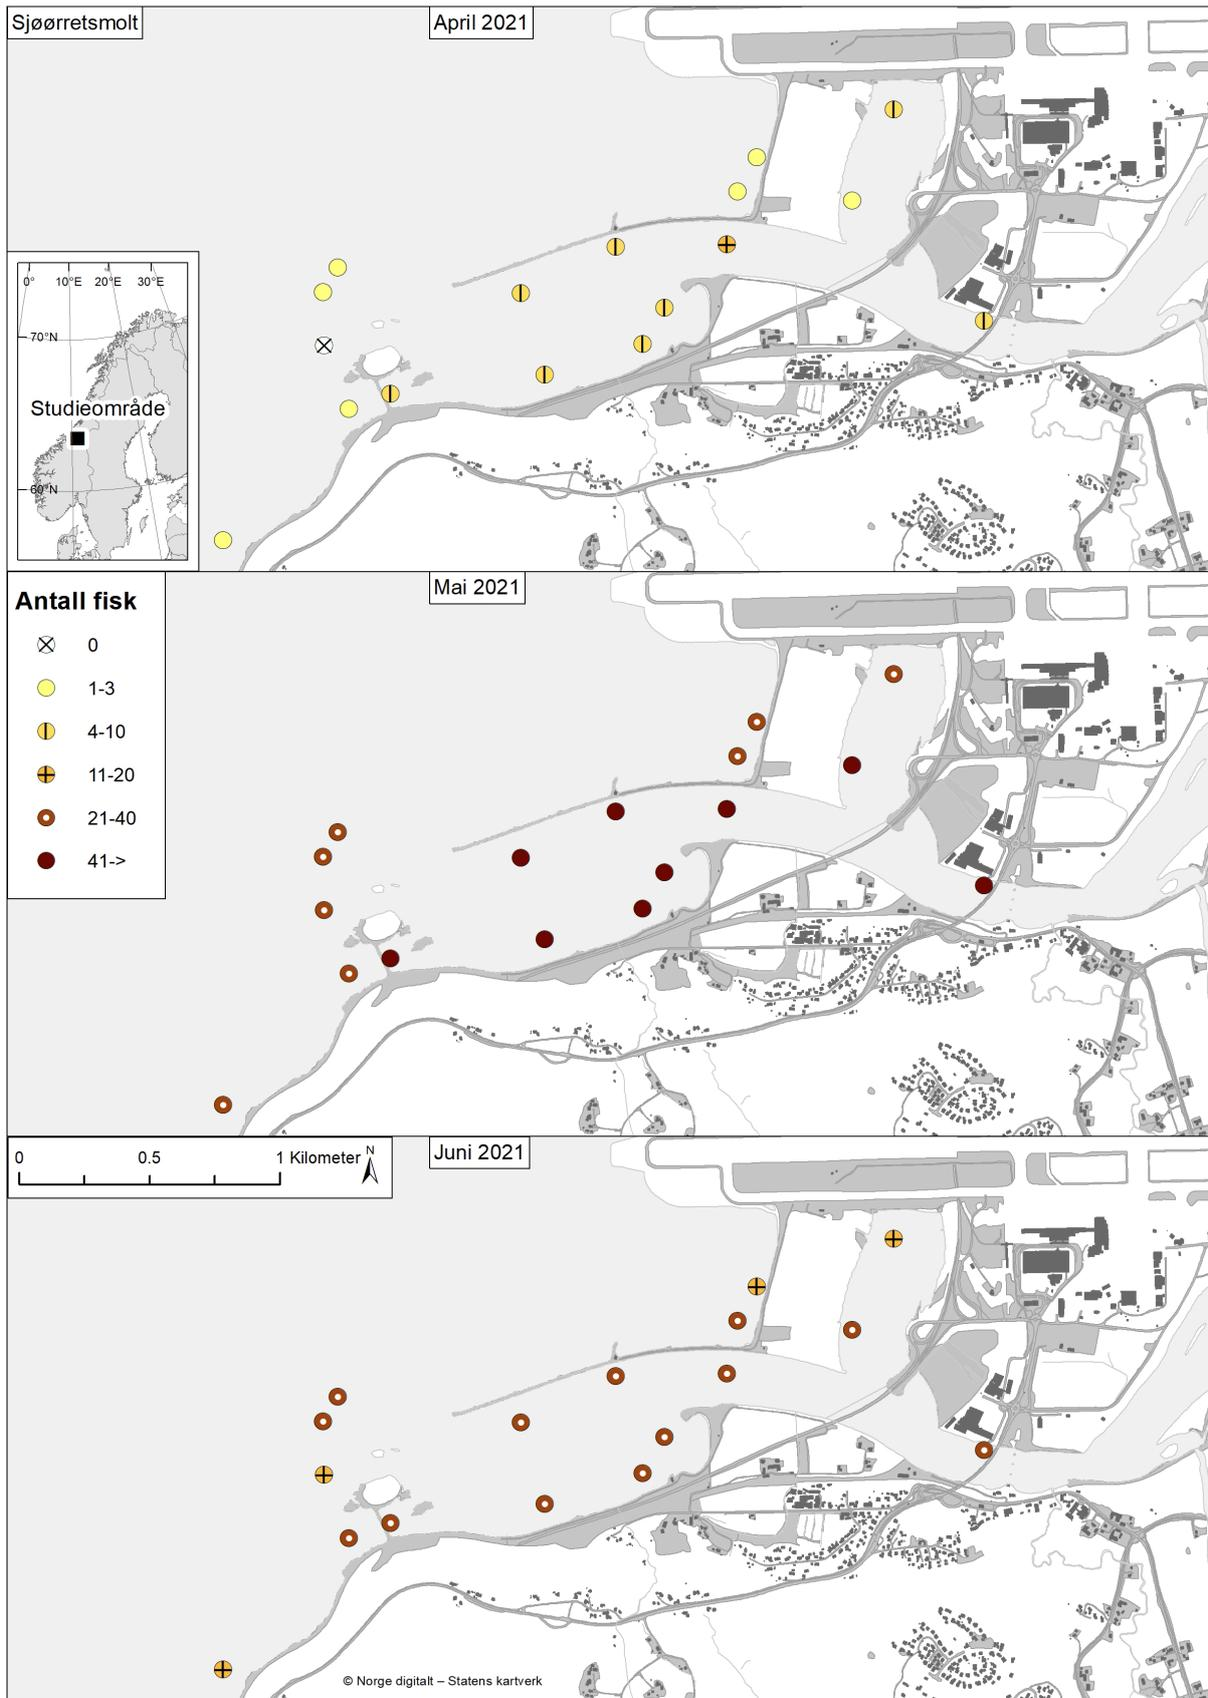 Sjøørretsmolt
April 2021
0° 10°E 20°E 30°E
70°N
Studieområde
60°N
Mai 2021
Antall fisk
0
1-3
4-10
11-20
21-40
41->
Juni 2021
0 0.5 1 Kilometer
N
© Norge digitalt – Statens kartverk